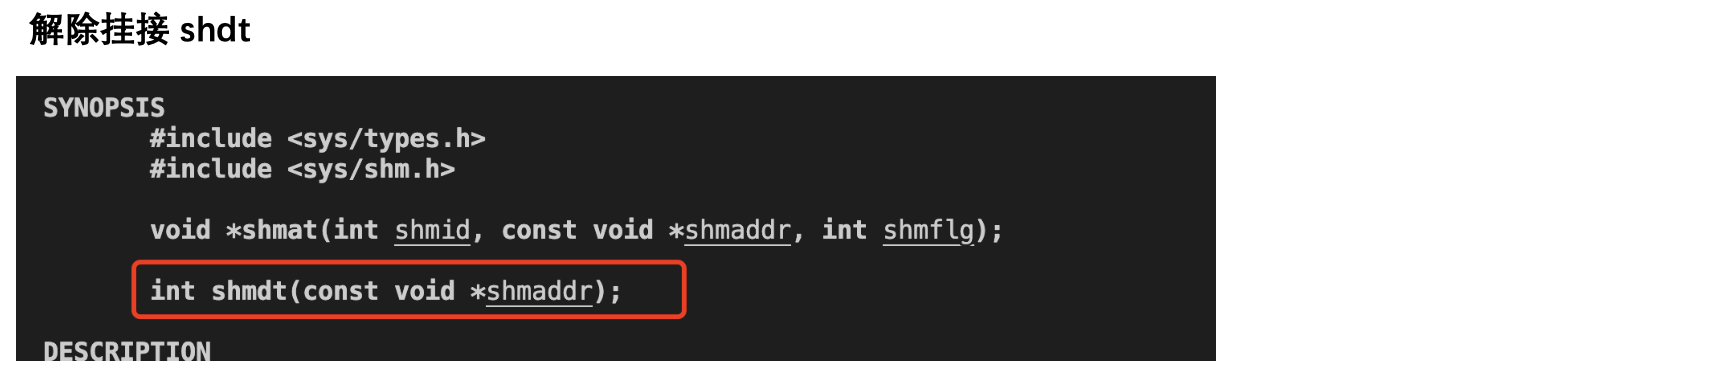 解除挂接 shdt
SYNOPSIS
#include <sys/types.h>
#include <sys/shm.h>
void *shmat(int shmid, const void *shmaddr, int shmflg);
int shmdt(const void *shmaddr);
DESCRIPTION